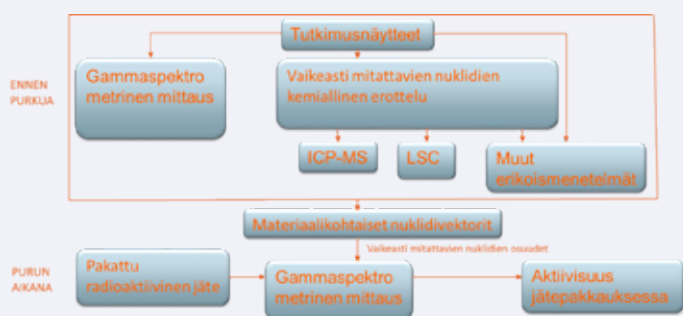 Tutkimusnäytteet
ENNEN
PURKUA
Gammaspektro
metrinen mittaus
Vaikeasti mitattavien nuklidien
kemiallinen erottelu
ICP-MS
LSC
Muut
erikoismenetelmät
Materiaalikohtaiset nuklidivektorit
Vaikeasti mitattavien nuklidien osuudet
PURUN
AIKANA
Pakattu
radioaktiivinen jäte
Gammaspektro
metrinen mittaus
Aktiivisuus
jätepakkauksessa